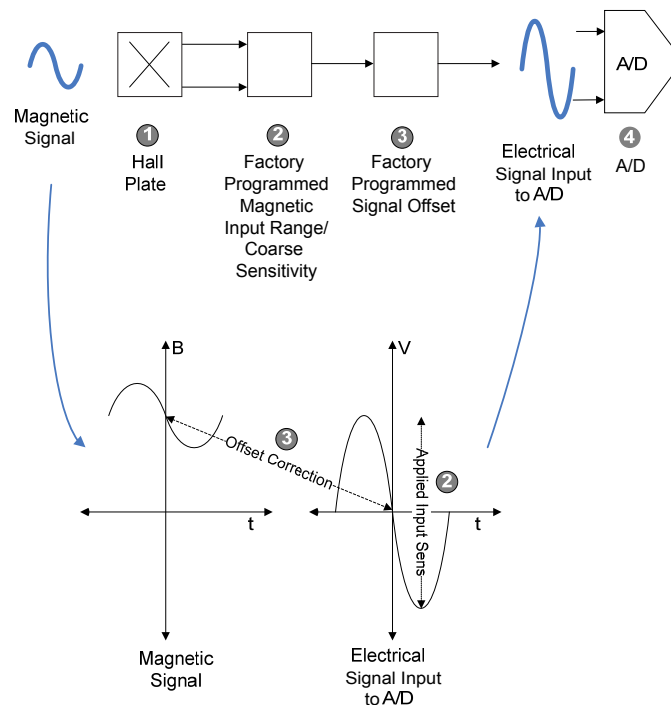 A/D
Magnetic
Signal
1
Hall
Plate
2
Factory
Programmed
Magnetic
Input Range/
Coarse
Sensitivity
3
Factory
Programmed
Signal Offset
Electrical
Signal Input
to A/D
4
A/D
B
t
3
Offset Correction
V
t
2
Applied Input Sens
Magnetic
Signal
Electrical
Signal Input
to A/D